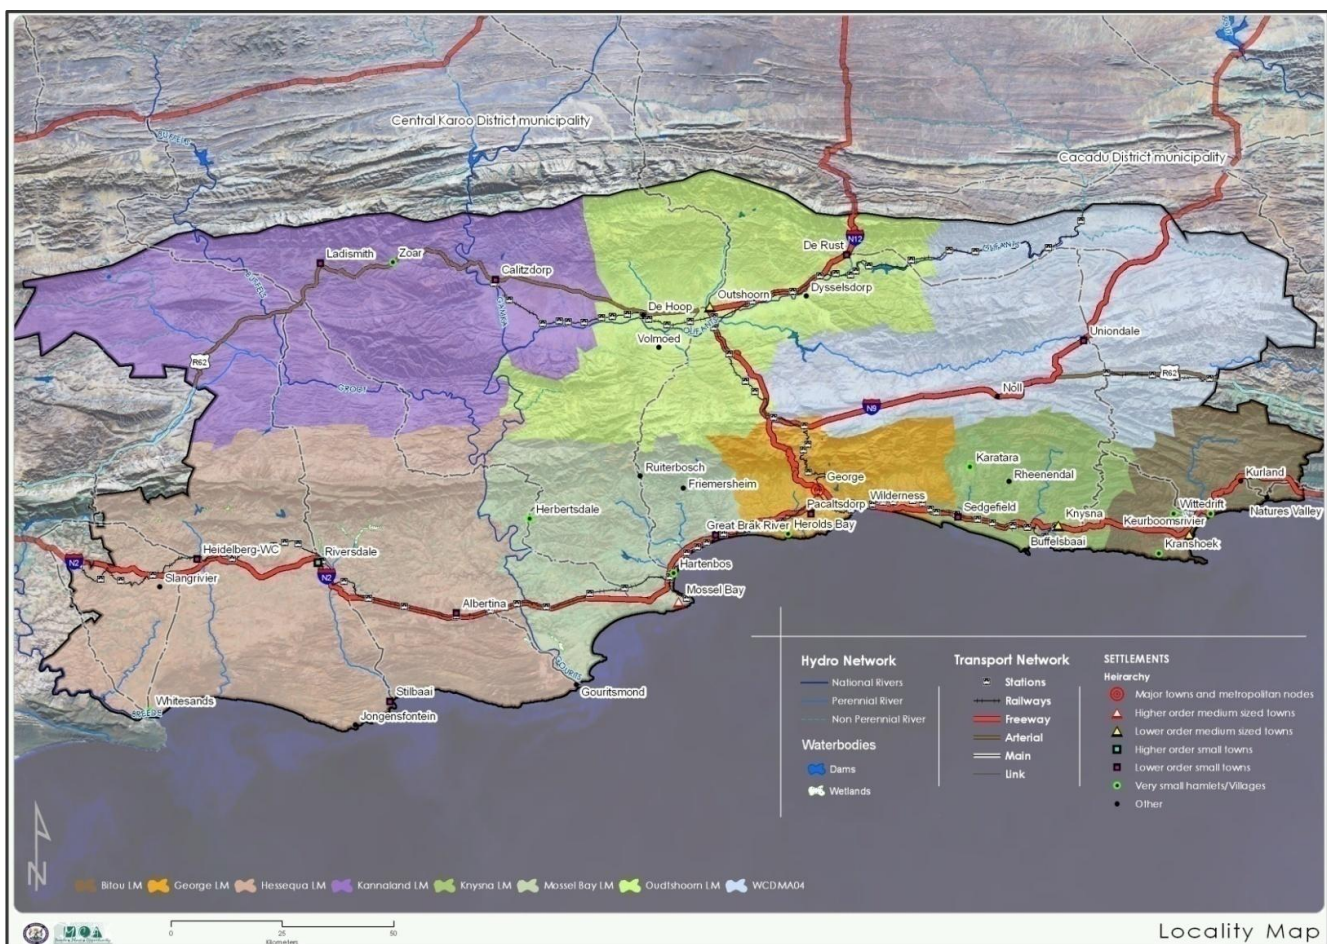 Central Karoo District municipality
Cacadu District municipality
BUFFELS
N12
De Rust
OLIFANTS
Ladismith
Zoar
Calitzdorp
Outshoorn
Dysselsdorp
De Hoop
GAMKA
Volmoed
Uniondale
R62
R62
GROOT
N9
Noll
Karatara
Kurland
Ruiterbosch
Friemersheim
George
Rheenendal
Pacaltsdorp
Wilderness
Sedgefield
Knysna
Wittedrift
Natures Valley
Herbertsdale
Great Brak River
Herolds Bay
Keurboomsrivier
Buffelsbaai
Kranshoek
Heidelberg-WC
Riversdale
N2
N2
Slangrivier
Hartenbos
Mossel Bay
Albertina
GOURITS
Gouritsmond
Whitesands
Stilbaai
Jongensfontein
Hydro Network
National Rivers
Perennial River
Non Perennial River
Waterbodies
Dams
Wetlands
Transport Network
Stations
Railways
Freeway
Arterial
Main
Link
SETTLEMENTS
Heirarchy
Major towns and metropolitan nodes
Higher order medium sized towns
Lower order medium sized towns
Higher order small towns
Lower order small towns
Very small hamlets/Villages
Other
N
Bitou LM
George LM
Hessequa LM
Kannaland LM
Knysna LM
Mossel Bay LM
Oudtshoorn LM
WCDMA04
0 25 50
Kilometers
Locality Map